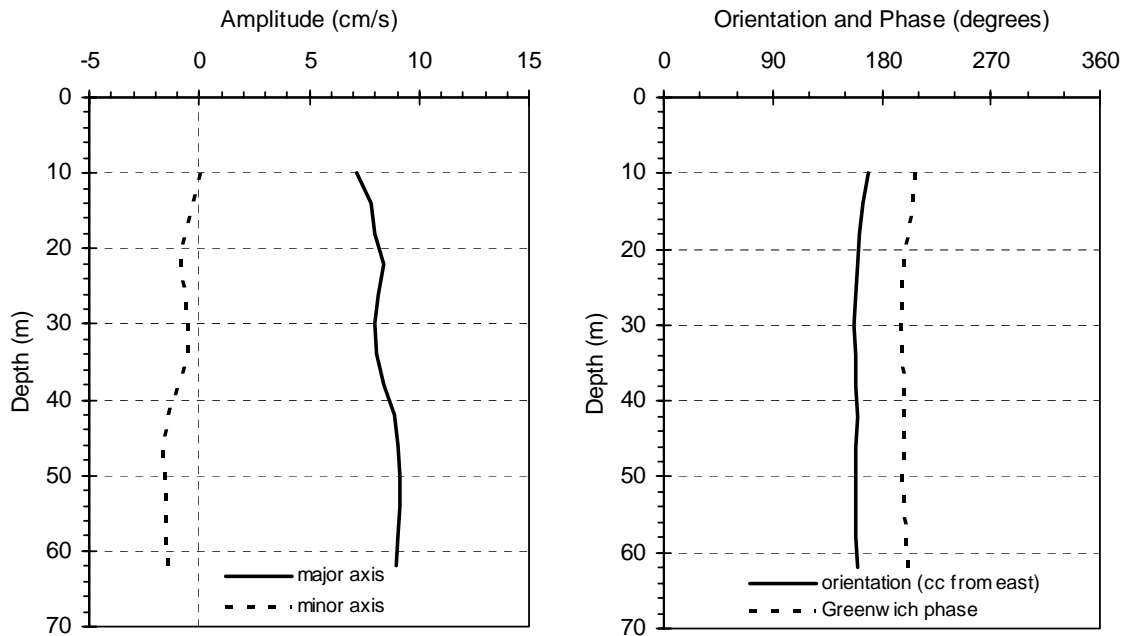 Amplitude (cm/s)
-5 0 5 10 15
0
10
20
30
40
50
60
70
Depth (m)
major axis
minor axis
Orientation and Phase (degrees)
0 90 180 270 360
0
10
20
30
40
50
60
70
Depth (m)
orientation (cc from east)
Greenwich phase